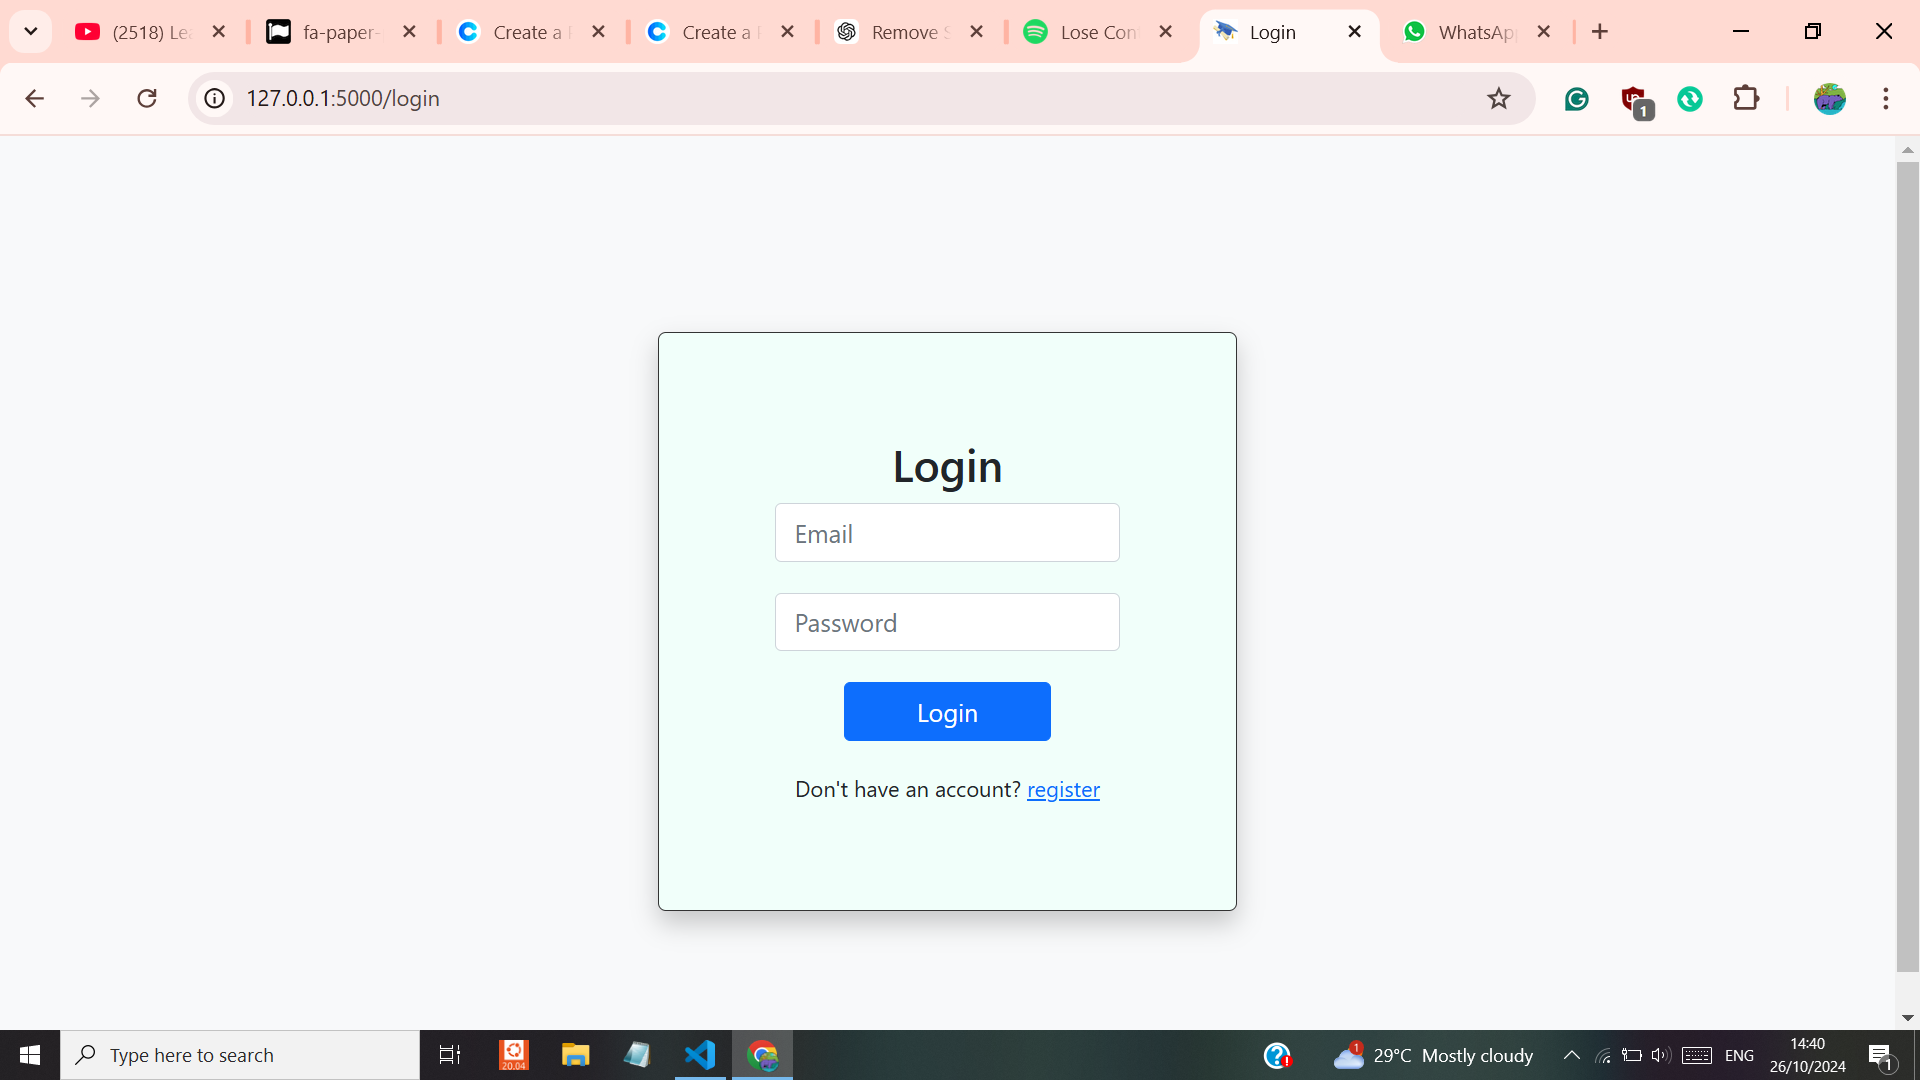 (2518) Le
fa-paper-
Create a
Create a
Remove S
Lose Con
Login
WhatsApp
127.0.0.1:5000/login
1
Login
Email
Password
Login
Don't have an account? register
Type here to search
20.04
1
29°C Mostly cloudy
ENG
14:40
26/10/2024
1